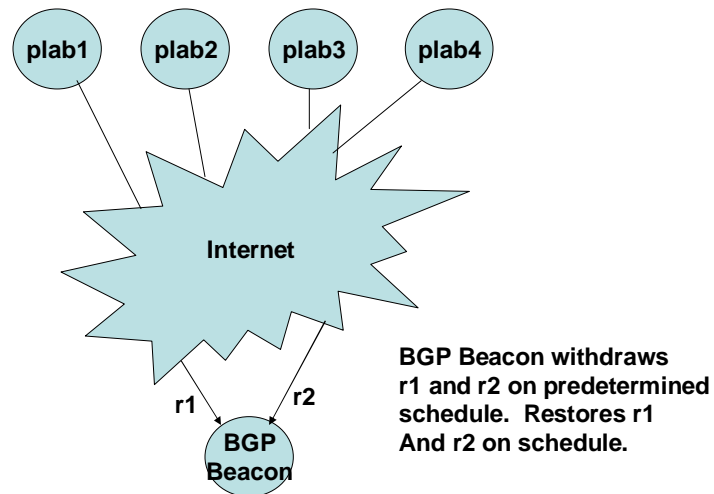 plab1
plab2
plab3
plab4
Internet
r1
r2
BGP
Beacon
BGP Beacon withdraws
r1 and r2 on predetermined
schedule.  Restores r1
And r2 on schedule.